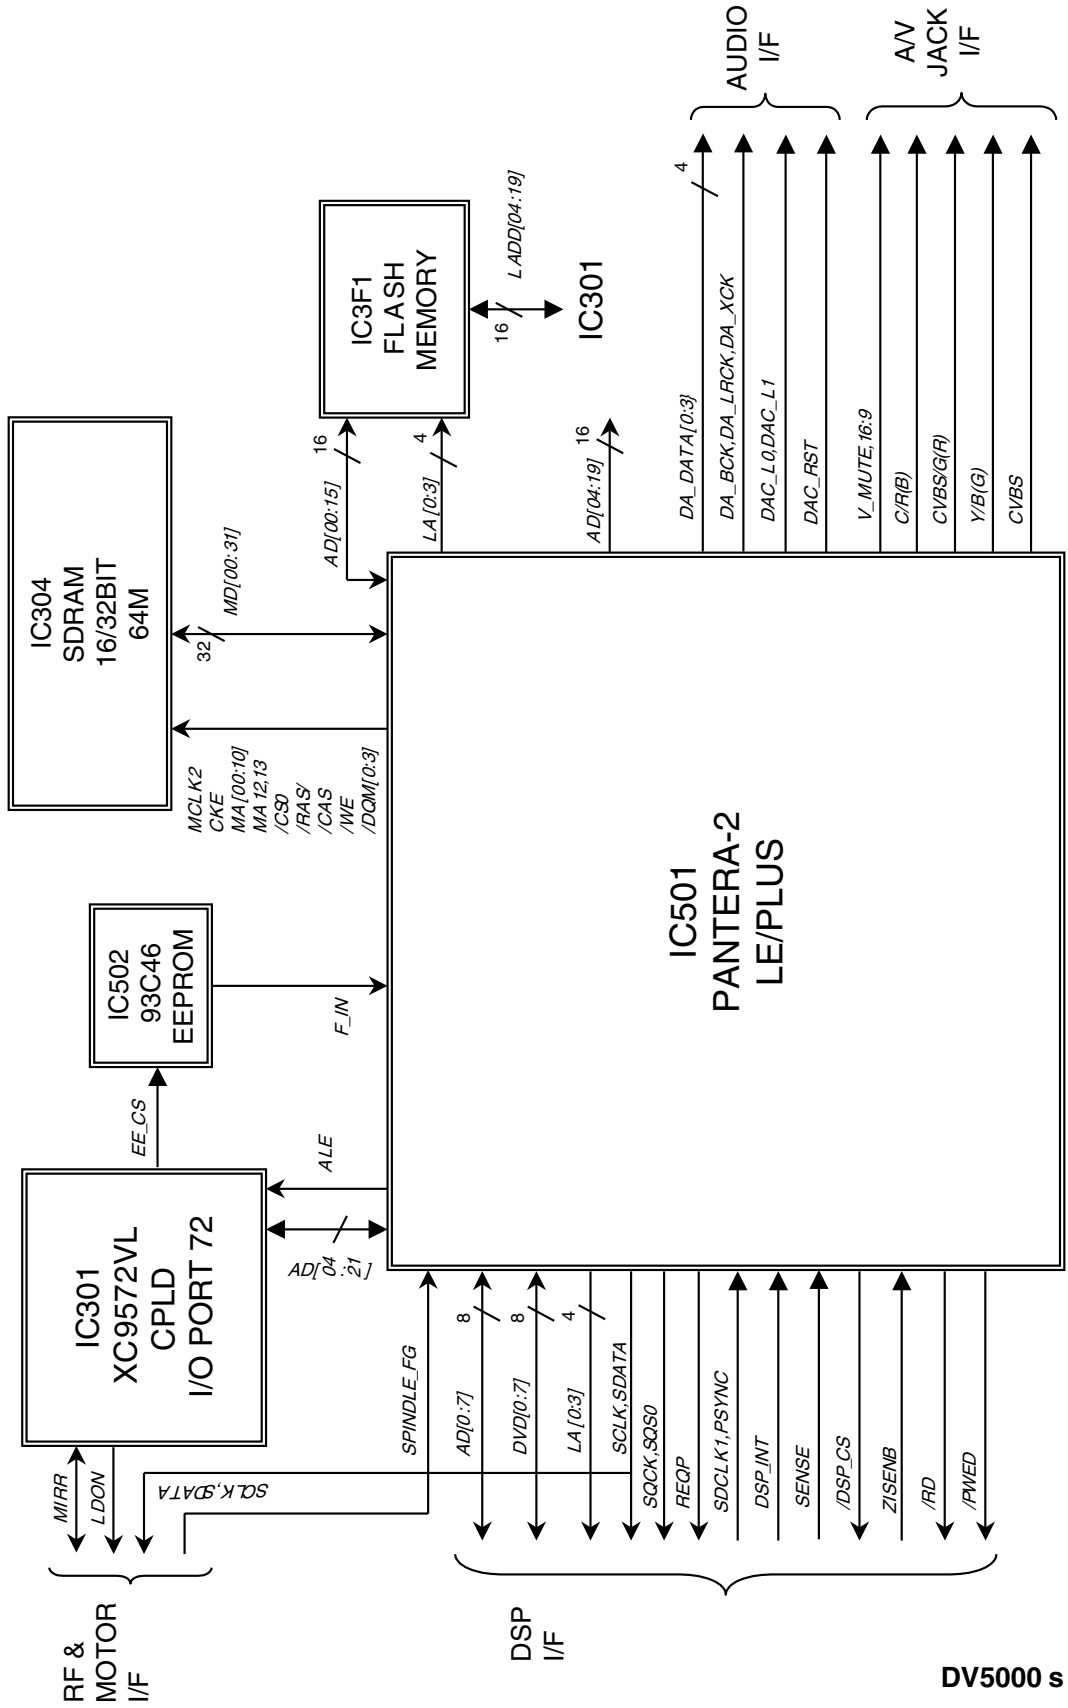 RF &
MOTOR
I/F
MIRR
LDON
SCLK,SDATA
IC301
XC9572VL
CPLD
I/O PORT 72
EE_CS
IC502
93C46
EEPROM
F_IN
ALE
AD[04:21]
IC304
SDRAM
16/32BIT
64M
MCLK2
CKE
MA[00:10]
MA12,13
/CS0
/RAS/
/CAS
/WE
/DQM[0:3]
32
MD[00:31]
IC3F1
FLASH
MEMORY
AD[00:15]
16
LA[0:3]
4
16
LADD[04:19]
IC301
AD[04:19]
16
IC501
PANTERA-2
LE/PLUS
DSP
I/F
SPINDLE_FG
AD[0:7]
8
DVD[0:7]
8
LA[0:3]
4
SCLK,SDATA
SQCK,SQS0
REQP
SDCLK1,PSYNC
DSP_INT
SENSE
/DSP_CS
ZISENB
/RD
/PWED
DA_DATA[0:3}
4
DA_BCK,DA_LRCK,DA_XCK
DAC_L0,DAC_L1
DAC_RST
AUDIO
I/F
V_MUTE,16:9
C/R(B)
CVBS/G(R)
Y/B(G)
CVBS
A/V
JACK
I/F
DV5000 s